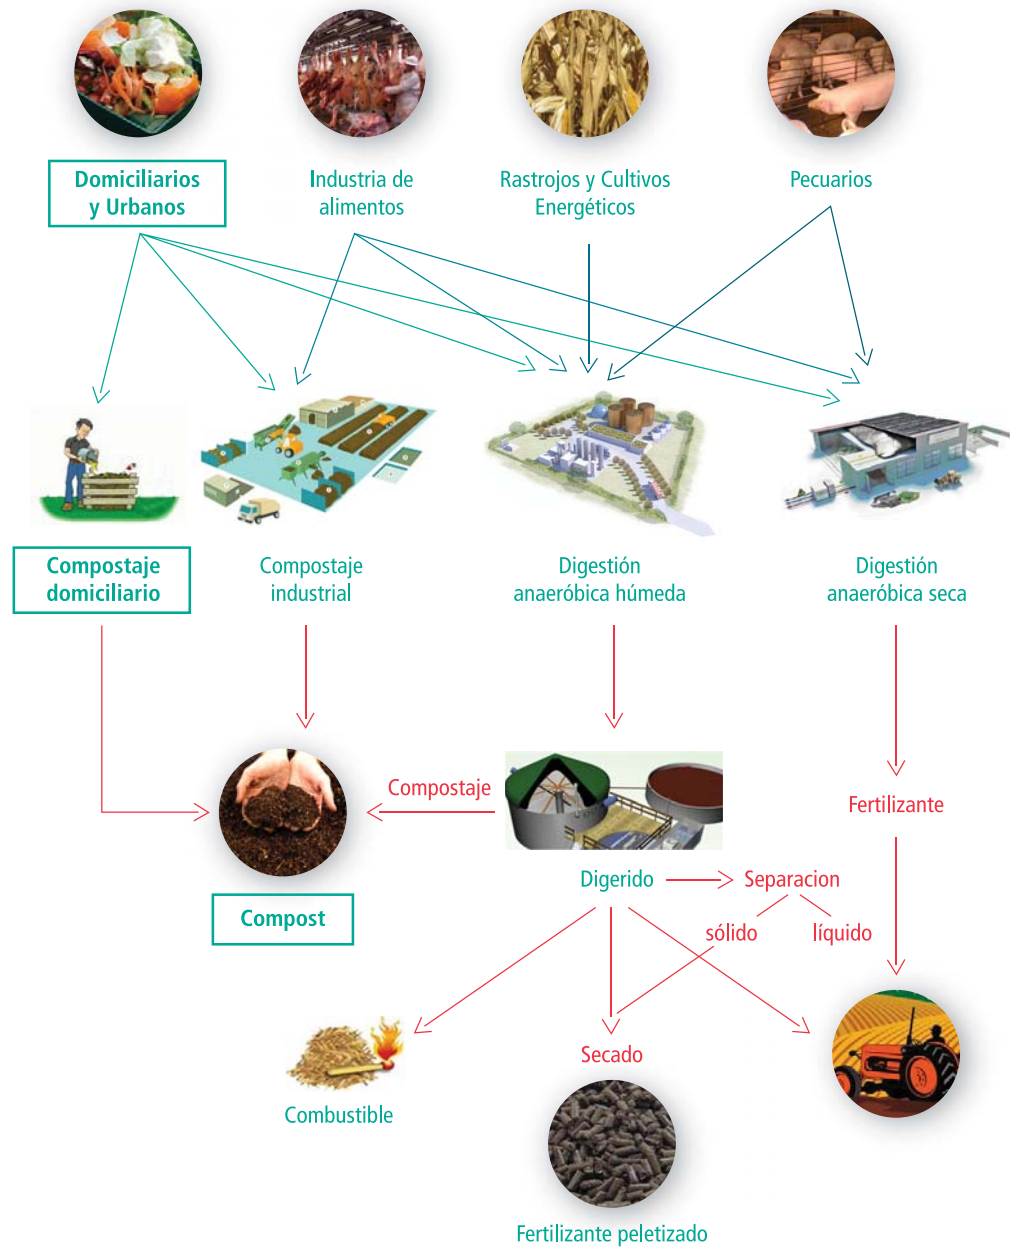 Domiciliarios
y Urbanos
Industria de
alimentos
Rastrojos y Cultivos
Energéticos
Pecuarios
Compostaje
domiciliario
Compostaje
industrial
Digestión
anaeróbica húmeda
Digestión
anaeróbica seca
Compostaje
Fertilizante
Digerido
Separacion
Compost
sólido
líquido
Secado
Combustible
Fertilizante peletizado